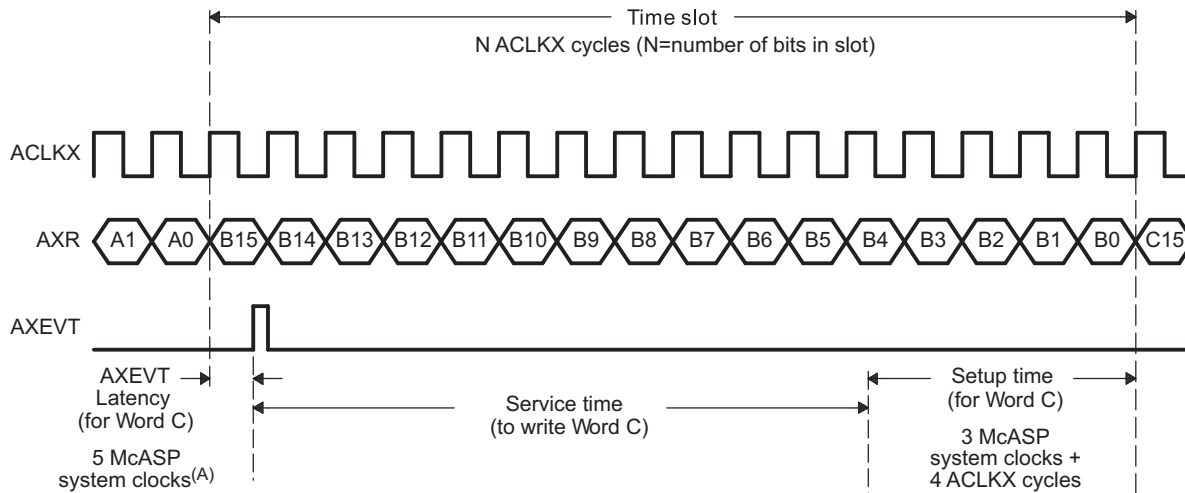 Time slot
N ACLKX cycles (N=number of bits in slot)
ACLKX
AXR A1 A0 B15 B14 B13 B12 B11 B10 B9 B8 B7 B6 B5 B4 B3 B2 B1 B0 C15
AXEVT
AXEVT
Latency
(for Word C)
5 McASP
system clocks(A)
Service time
(to write Word C)
Setup time
(for Word C)
3 McASP
system clocks +
4 ACLKX cycles